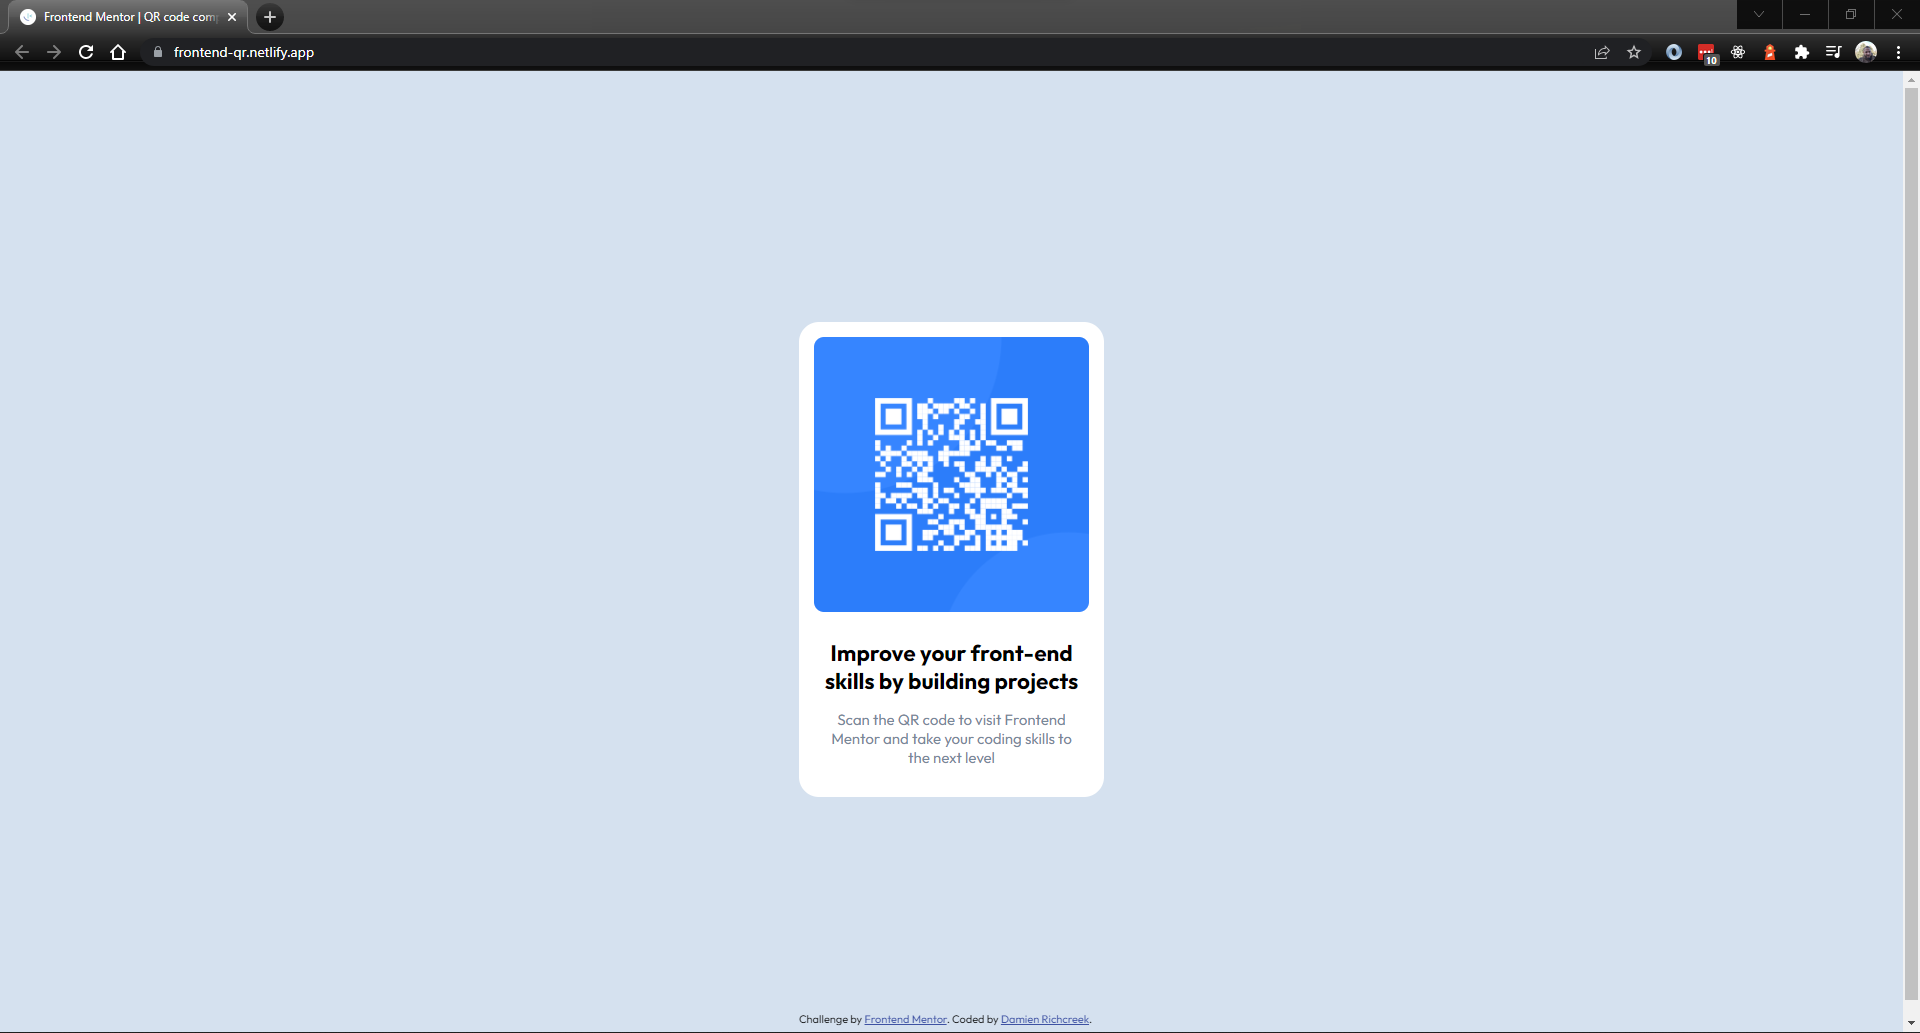 Frontend Mentor | QR code com
frontend-qr.netlify.app
10
Improve your front-end
skills by building projects
Scan the QR code to visit Frontend
Mentor and take your coding skills to
the next level
Challenge by Frontend Mentor. Coded by Damien Richcreek.